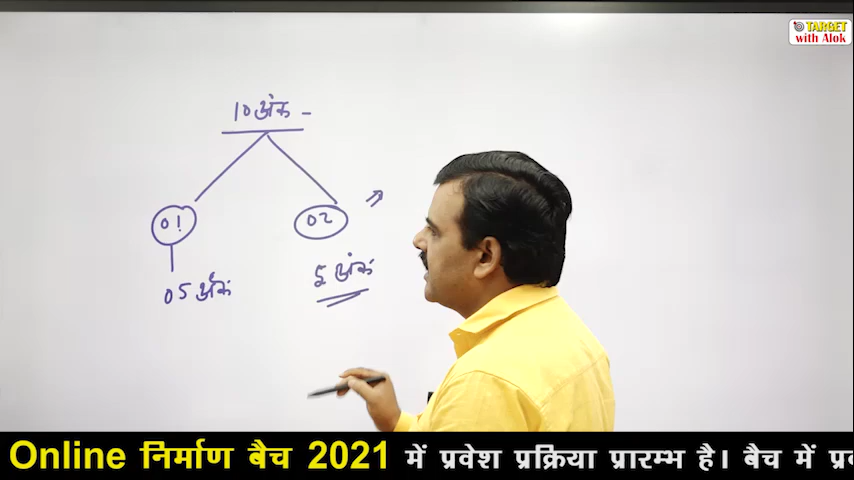 TARGET
with Alok
10 अंक -
01 02
05 अंक 5 अंक
Online निर्माण बैच 2021 में प्रवेश प्रक्रिया प्रारम्भ है। बैच में प्र